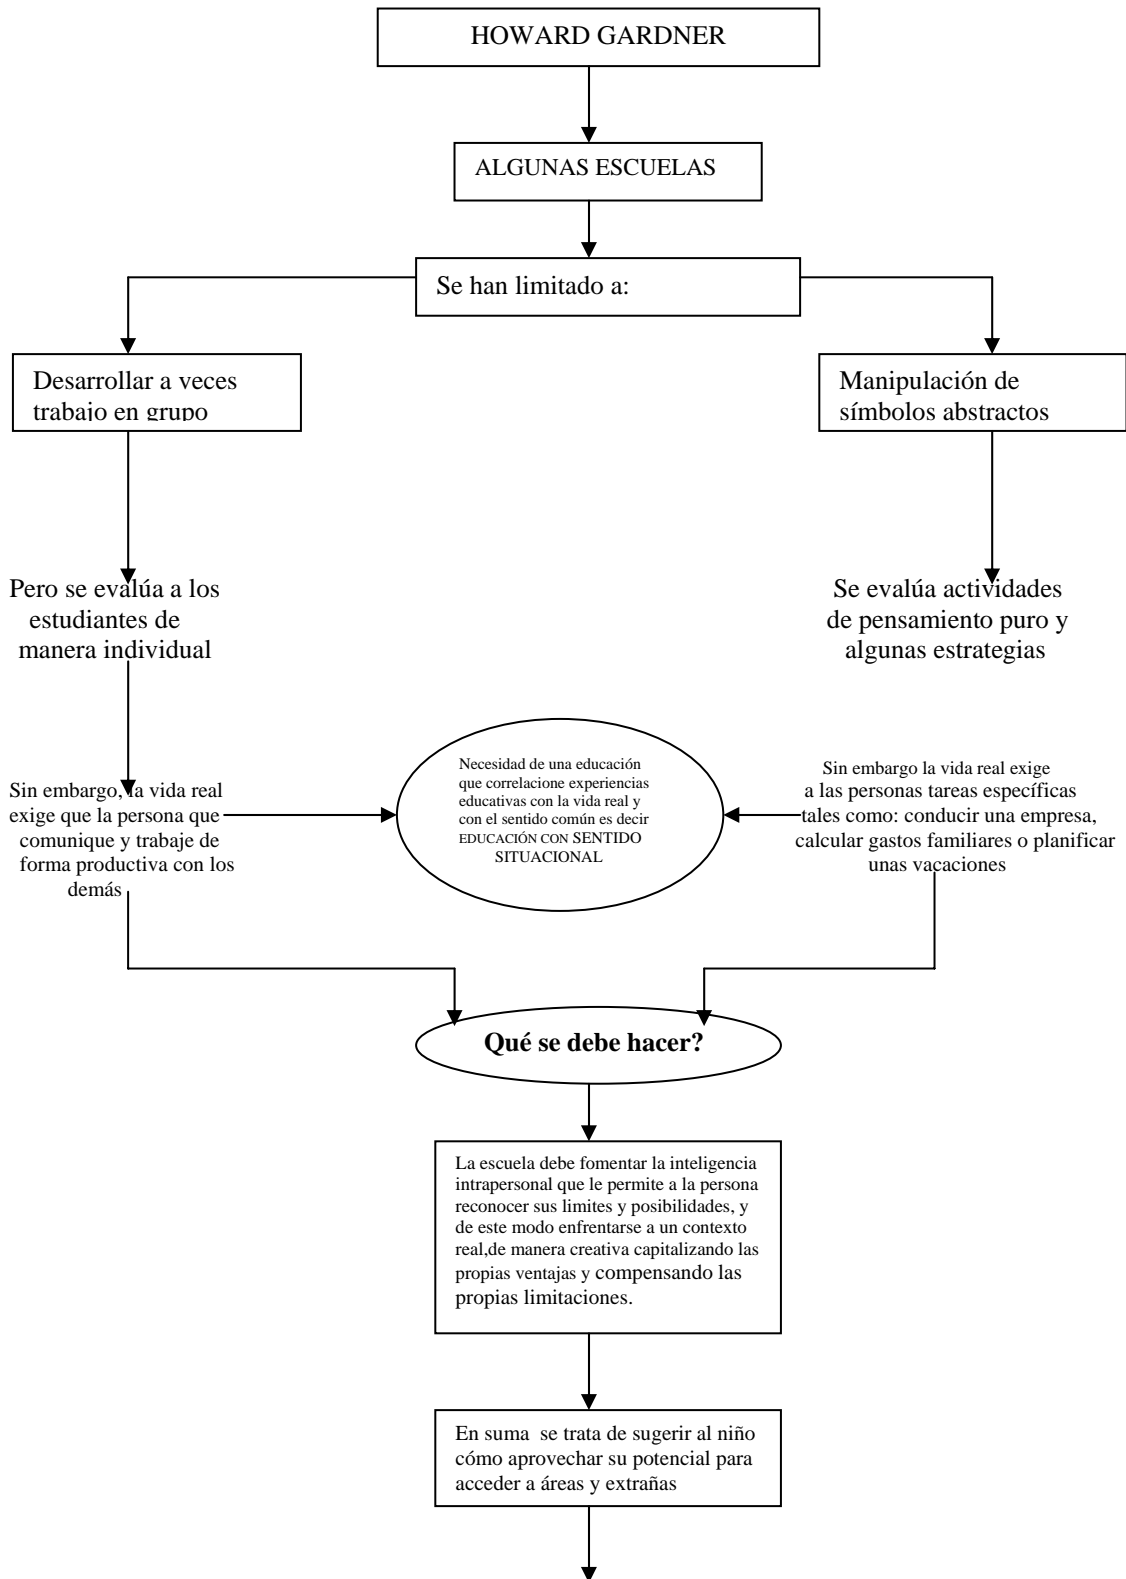 HOWARD GARDNER
ALGUNAS ESCUELAS
Se han limitado a:
Desarrollar a veces
trabajo en grupo
Manipulación de
símbolos abstractos
Pero se evalúa a los
estudiantes de
manera individual
Se evalúa actividades
de pensamiento puro y
algunas estrategias
Sin embargo, la vida real
exige que la persona que
comunique y trabaje de
forma productiva con los
demás
Necesidad de una educación
que correlacione experiencias
educativas con la vida real y
con el sentido común es decir
EDUCACIÓN CON SENTIDO
SITUACIONAL
Sin embargo la vida real exige
a las personas tareas específicas
tales como: conducir una empresa,
calcular gastos familiares o planificar
unas vacaciones
Qué se debe hacer?
La escuela debe fomentar la inteligencia
intrapersonal que le permite a la persona
reconocer sus limites y posibilidades, y
de este modo enfrentarse a un contexto
real,de manera creativa capitalizando las
propias ventajas y compensando las
propias limitaciones.
En suma se trata de sugerir al niño
cómo aprovechar su potencial para
acceder a áreas y extrañas